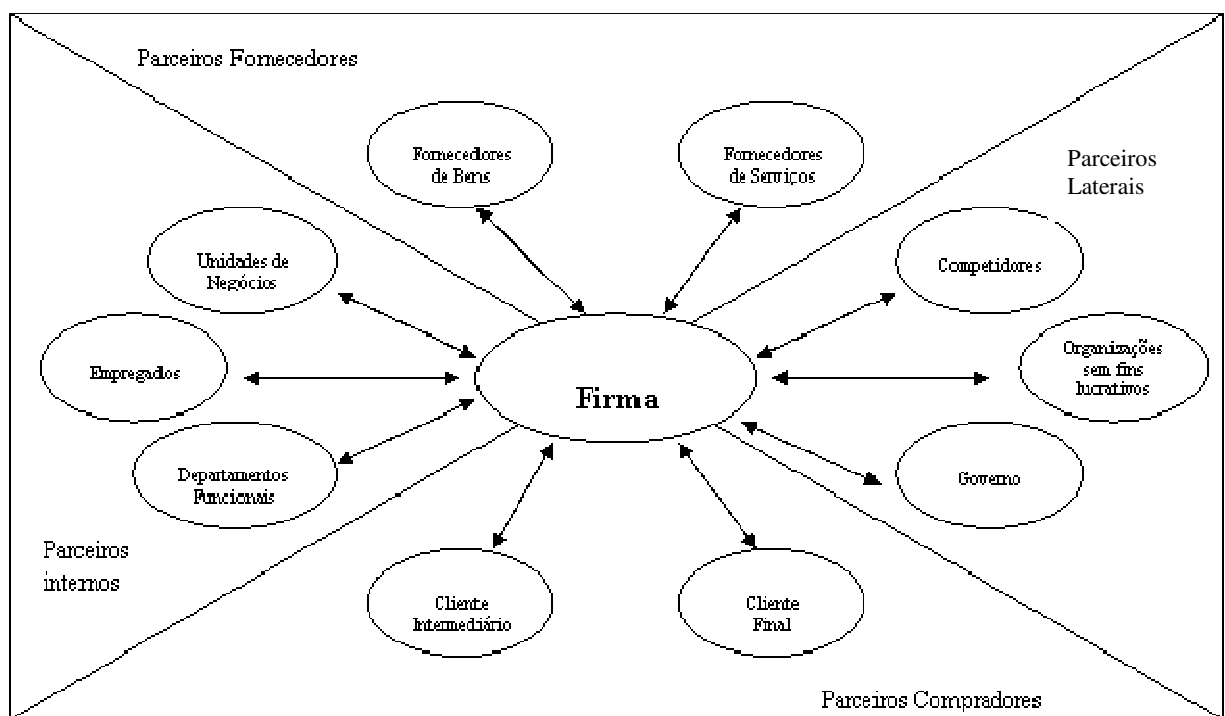 Parceiros Fornecedores
Fornecedores
de Bens
Fornecedores
de Serviços
Parceiros
Laterais
Unidades de
Negócios
Competidores
Empregados
Firma
Organizações
sem fins
lucrativos
Departamentos
Funcionais
Governo
Parceiros
internos
Cliente
Intermediário
Cliente
Final
Parceiros Compradores